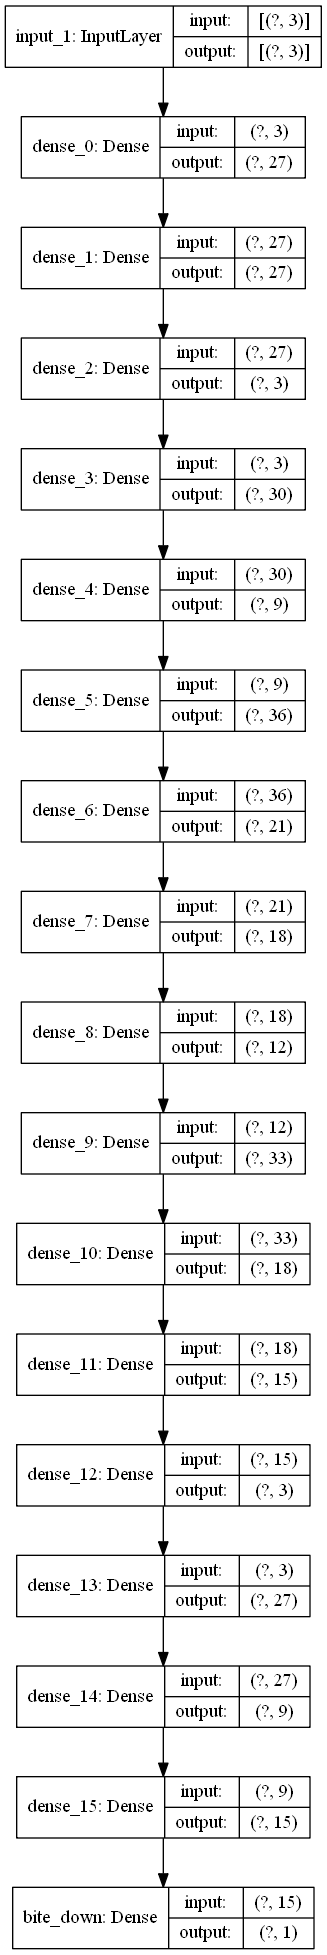 input_1: InputLayer
input: [(?, 3)]
output: [(?, 3)]
dense_0: Dense
input: (?, 3)
output: (?, 27)
dense_1: Dense
input: (?, 27)
output: (?, 27)
dense_2: Dense
input: (?, 27)
output: (?, 3)
dense_3: Dense
input: (?, 3)
output: (?, 30)
dense_4: Dense
input: (?, 30)
output: (?, 9)
dense_5: Dense
input: (?, 9)
output: (?, 36)
dense_6: Dense
input: (?, 36)
output: (?, 21)
dense_7: Dense
input: (?, 21)
output: (?, 18)
dense_8: Dense
input: (?, 18)
output: (?, 12)
dense_9: Dense
input: (?, 12)
output: (?, 33)
dense_10: Dense
input: (?, 33)
output: (?, 18)
dense_11: Dense
input: (?, 18)
output: (?, 15)
dense_12: Dense
input: (?, 15)
output: (?, 3)
dense_13: Dense
input: (?, 3)
output: (?, 27)
dense_14: Dense
input: (?, 27)
output: (?, 9)
dense_15: Dense
input: (?, 9)
output: (?, 15)
bite_down: Dense
input: (?, 15)
output: (?, 1)